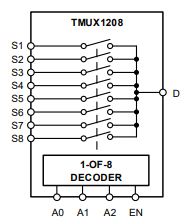 TMUX1208
S1
S2
S3
S4
S5
S6
S7
S8
D
1-OF-8
DECODER
A0 A1 A2 EN